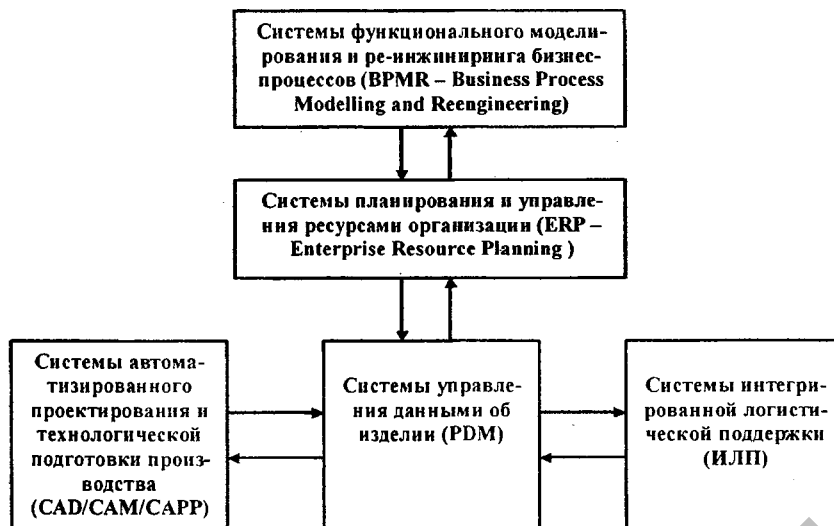 Системы функционального модели-
рования и ре-инжиниринга бизнес-
процессов (BPMR – Business Process
Modelling and Reengineering)
Системы планирования и управле-
ния ресурсами организации (ERP –
Enterprise Resource Planning )
Системы автома-
тизированного
проектирования и
технологической
подготовки произ-
водства
(CAD/CAM/CAPP)
Системы управле-
ния данными об
изделии (PDM)
Системы интегри-
рованной логист-
ической поддержки
(ИЛП)